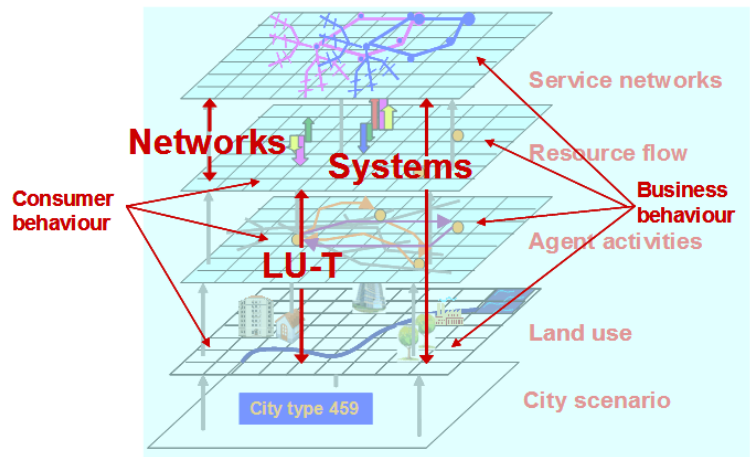 Service networks
Networks
Resource flow
Systems
Consumer
behaviour
Business
behaviour
Agent activities
LU-T
Land use
City type 459
City scenario